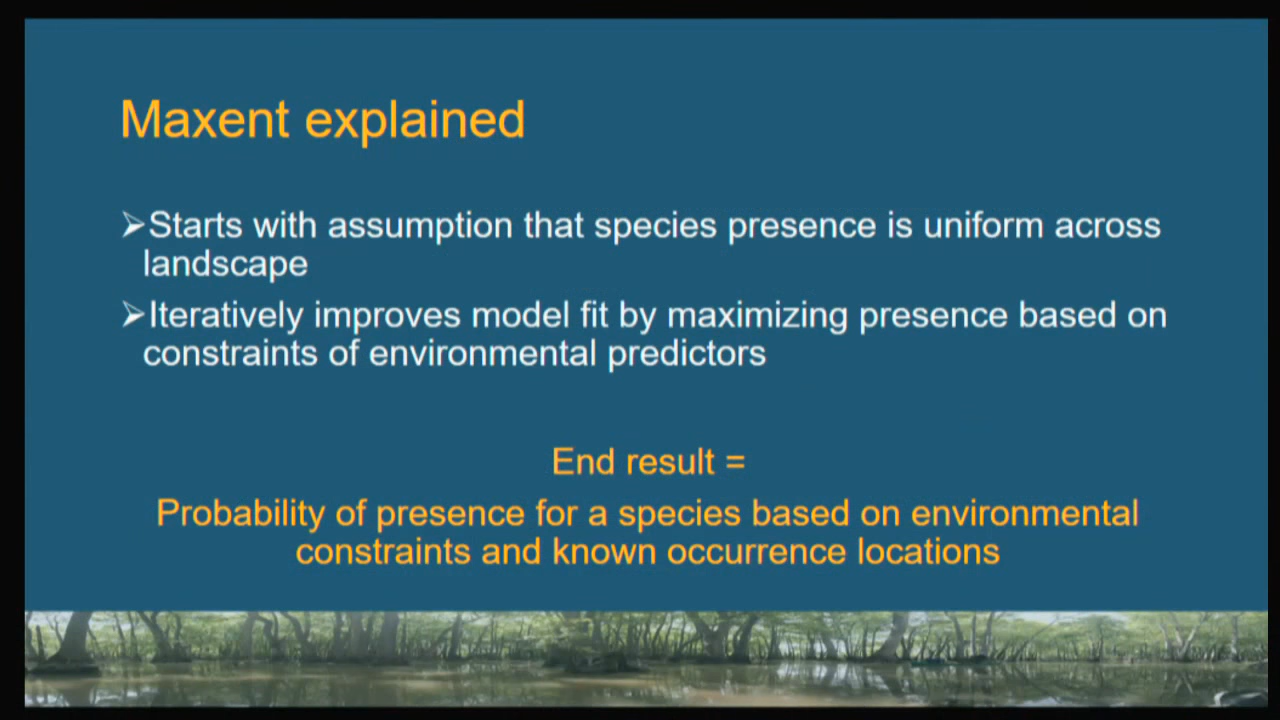 Maxent explained
➢Starts with assumption that species presence is uniform across
landscape
➢Iteratively improves model fit by maximizing presence based on
constraints of environmental predictors
End result =
Probability of presence for a species based on environmental
constraints and known occurrence locations